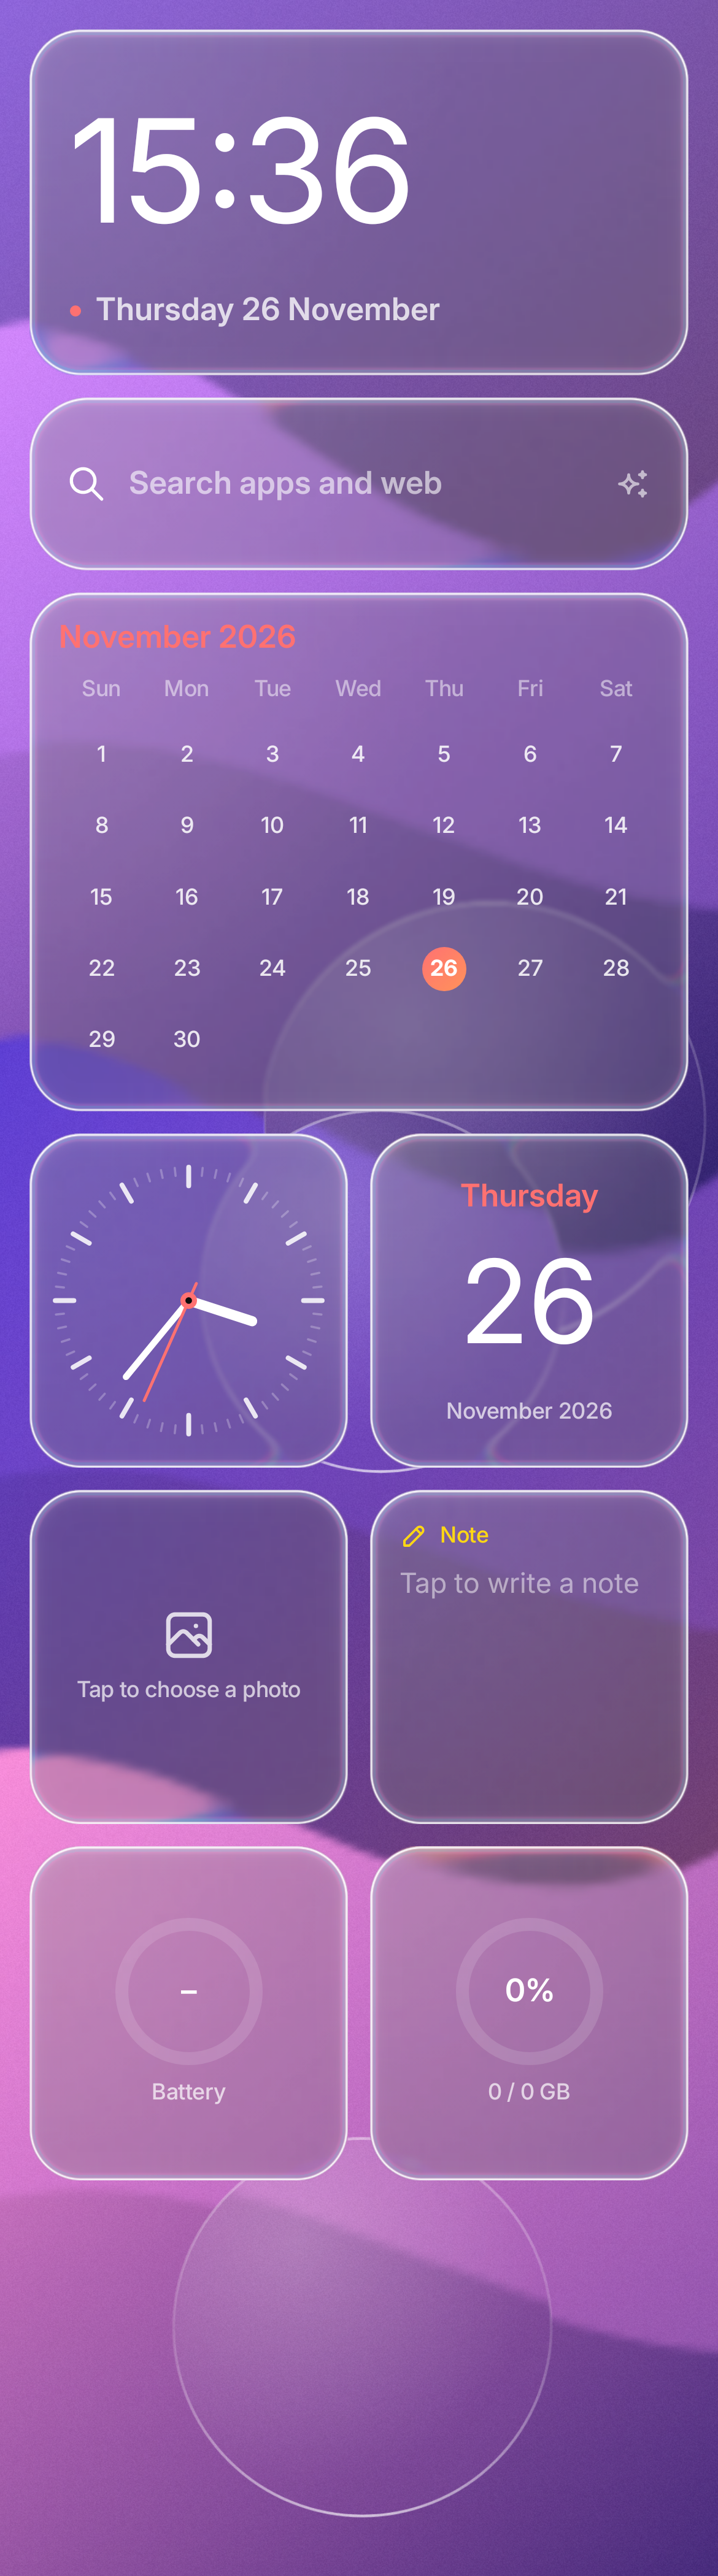 15:36
Thursday 26 November
Search apps and web
November 2026
Sun Mon Tue Wed Thu Fri Sat
1 2 3 4 5 6 7
8 9 10 11 12 13 14
15 16 17 18 19 20 21
22 23 24 25 26 27 28
29 30
Thursday
26
November 2026
Tap to choose a photo
Note
Tap to write a note
–
Battery
0%
0 / 0 GB